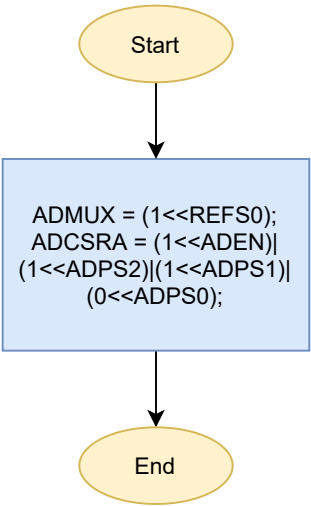 Start
ADMUX = (1<<REFS0);
ADCSRA = (1<<ADEN)|
(1<<ADPS2)|(1<<ADPS1)|
(0<<ADPS0);
End